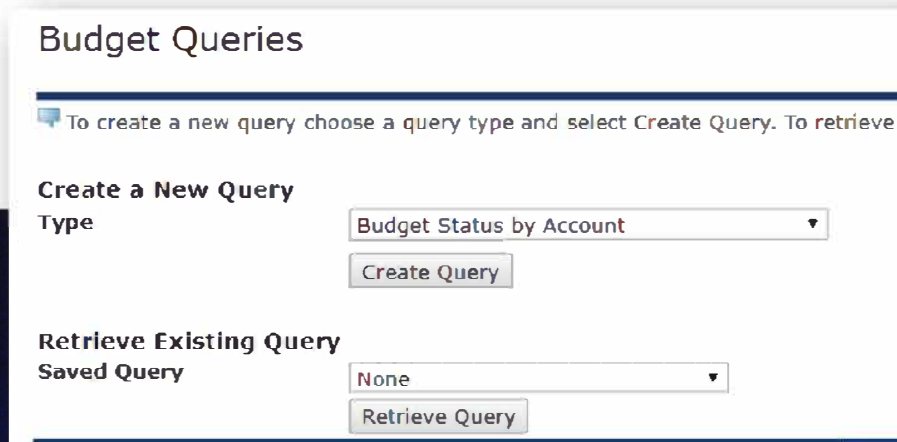 Budget Queries
To create a new query choose a query type and select Create Query. To retrieve
Create a New Query
Type
Budget Status by Account
Create Query
Retrieve Existing Query
Saved Query
None
Retrieve Query